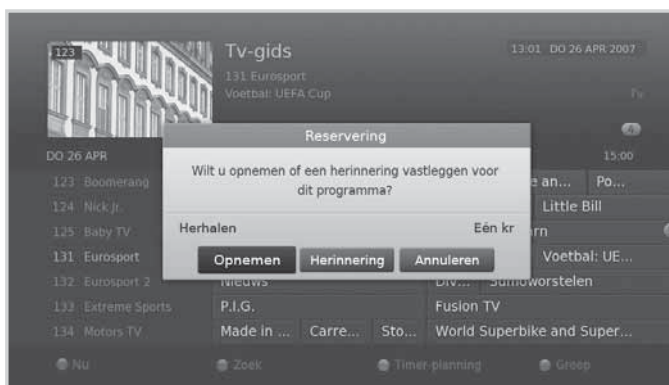 123
Tv-gids
13:01 DO 26 APR 2007
131 Eurosport
Voetbal: UEFA Cup
Tv
4
DO 26 APR
15:00
Reservering
Wilt u opnemen of een herinnering vastleggen voor
dit programma?
Herhalen
Eén kr
Opnemen
Herinnering
Annuleren
123 Boomerang
e an...
Po...
124 Nick Jr.
Little Bill
125 Baby TV
rn
131 Eurosport
Voetbal: UE...
132 Eurosport 2
Nieuws
DIV...
Sumoworstelen
133 Extreme Sports
P.I.G.
Fusion TV
134 Motors TV
Made in ...
Carre...
Sto...
World Superbike and Super...
Nu
Zoek
Timer-planning
Groep